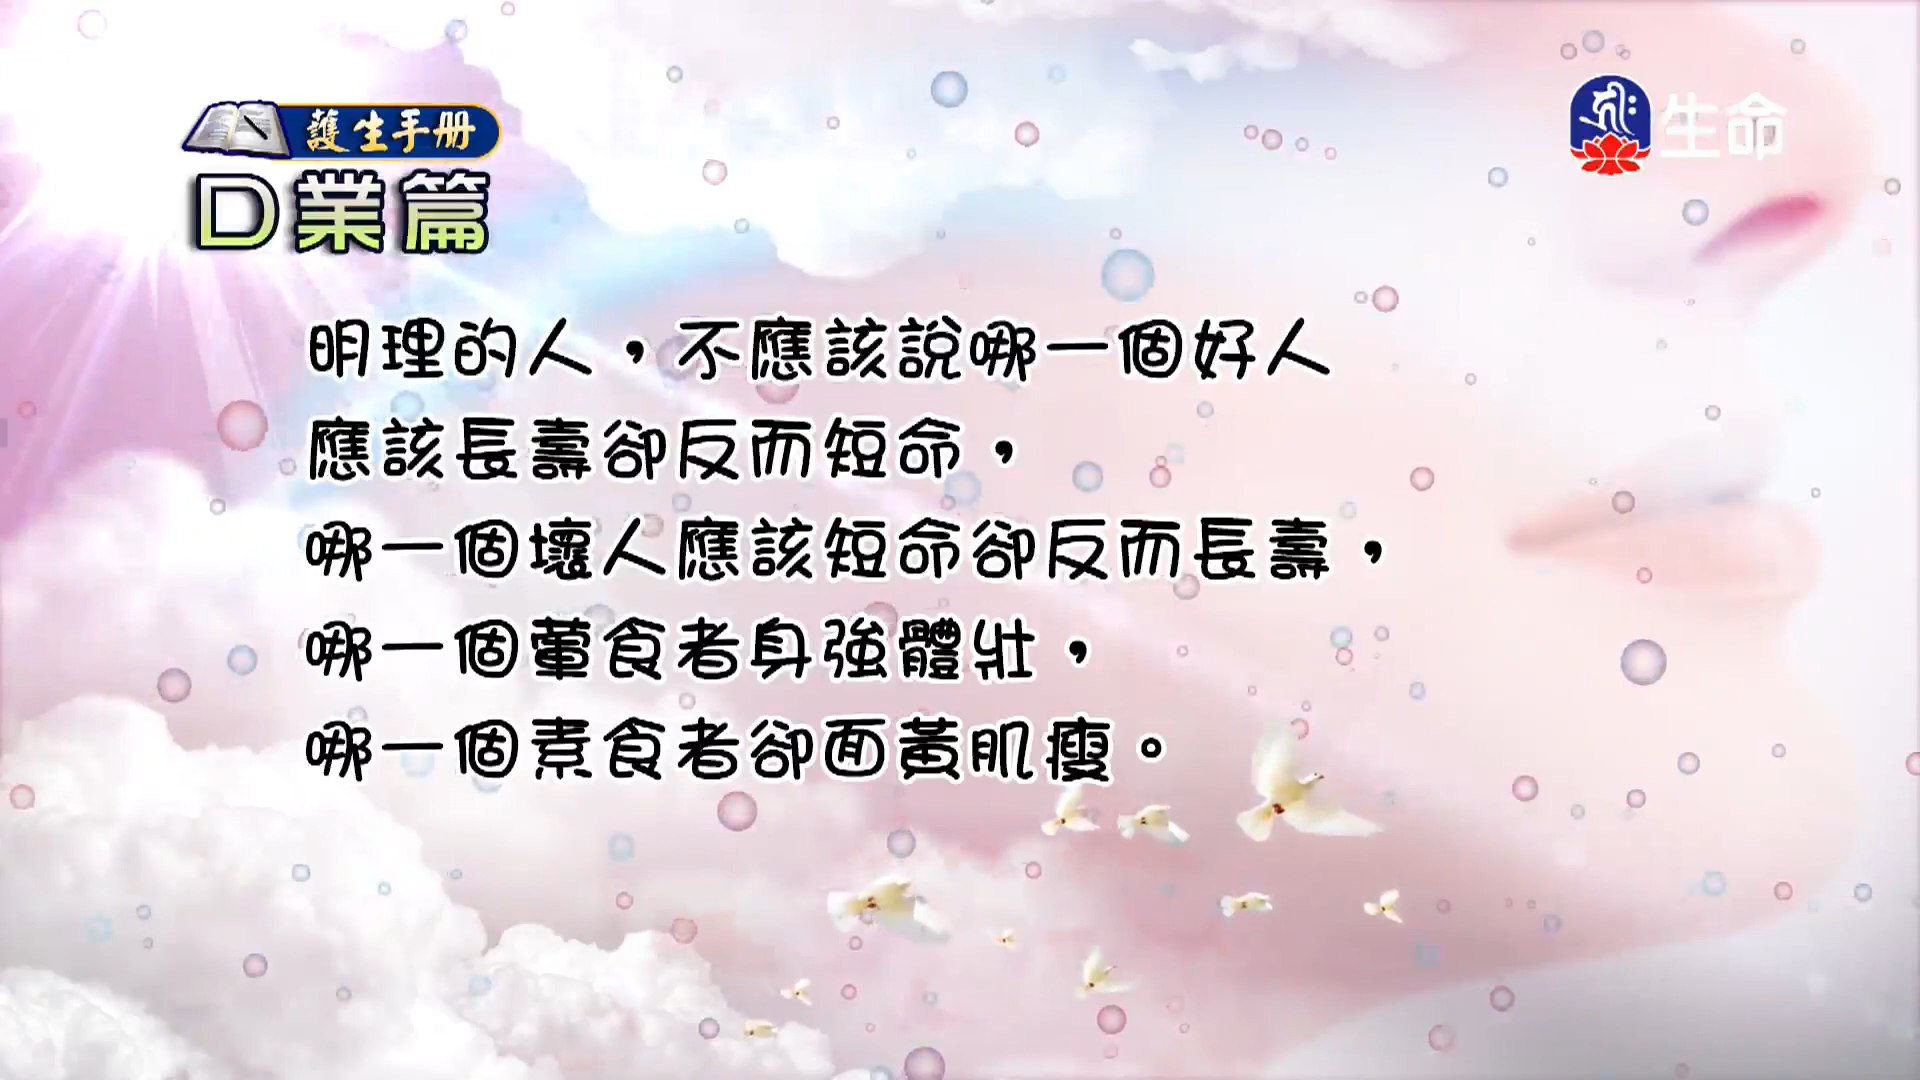 護生手冊
生命
D業篇
明理的人，不應該說哪一個好人
應該長壽卻反而短命，
哪一個壞人應該短命卻反而長壽，
哪一個葷食者身強體壯，
哪一個素食者卻面黃肌瘦。